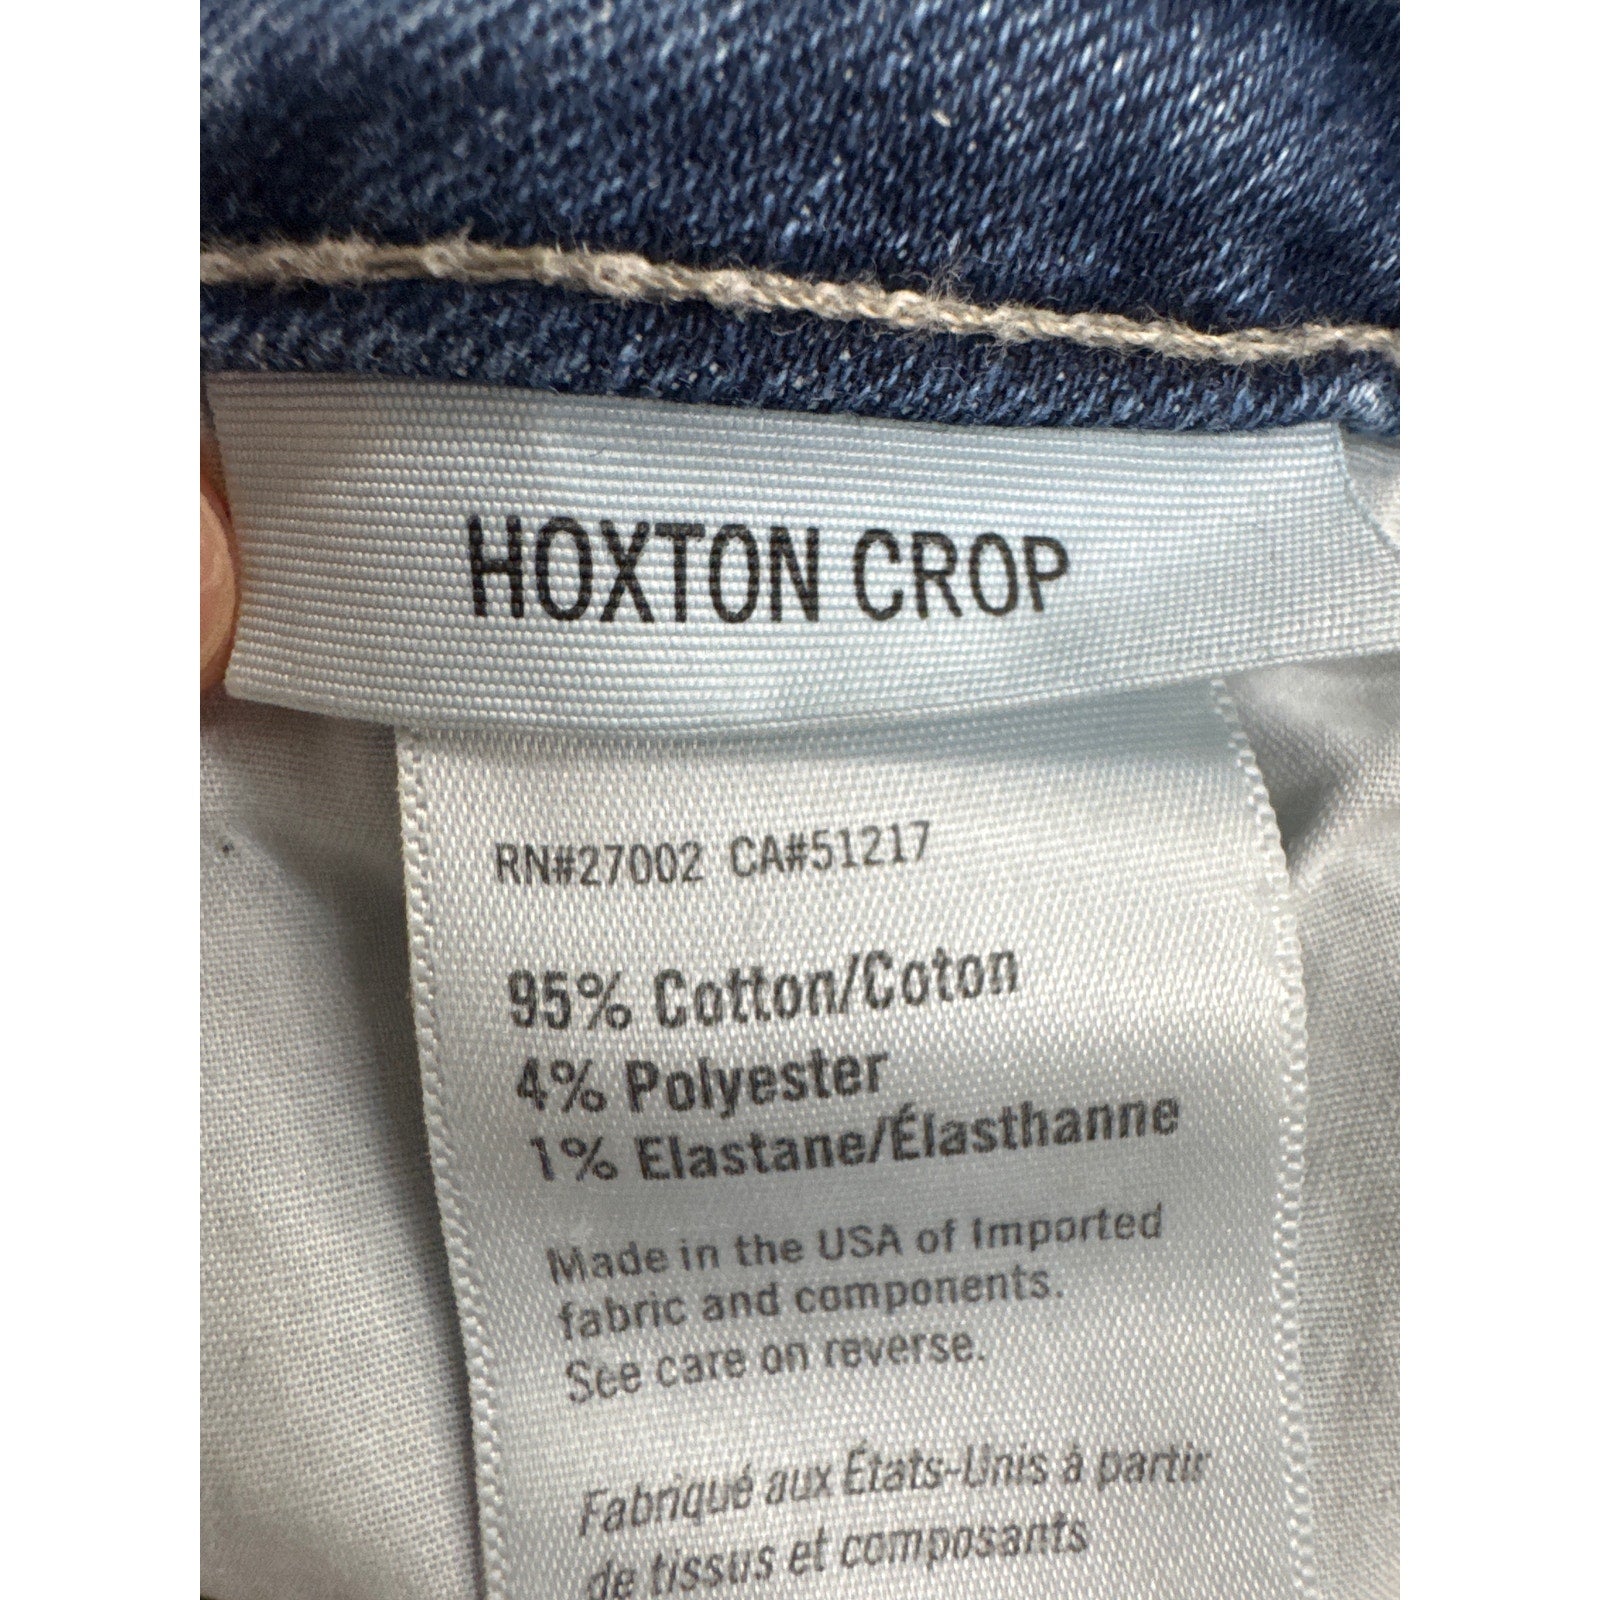 HOXTON CROP
RN#27002 CA#51217
95% Cotton/Coton
4% Polyester
1% Elastane/Élasthanne
Made in the USA of Imported
fabric and components.
See care on reverse.
Fabriqué aux États-Unis à partir
de tissus et composants